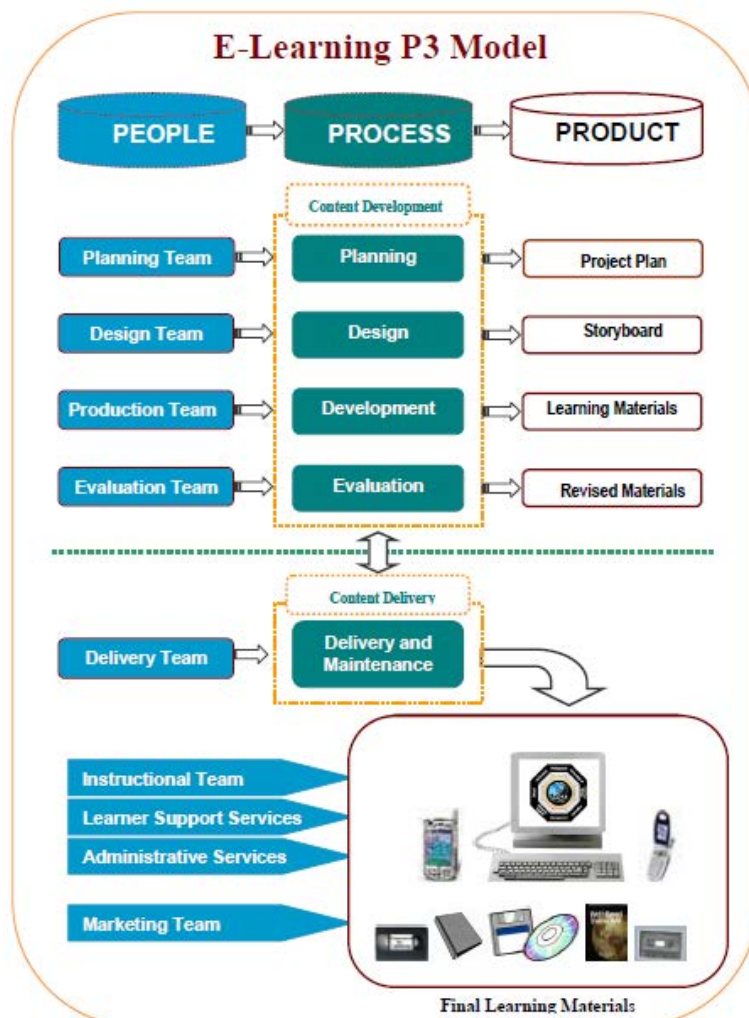 E-Learning P3 Model
PEOPLE
PROCESS
PRODUCT
Content Development
Planning Team
Planning
Project Plan
Design Team
Design
Storyboard
Production Team
Development
Learning Materials
Evaluation Team
Evaluation
Revised Materials
Content Delivery
Delivery Team
Delivery and
Maintenance
Instructional Team
Learner Support Services
Administrative Services
Marketing Team
Final Learning Materials